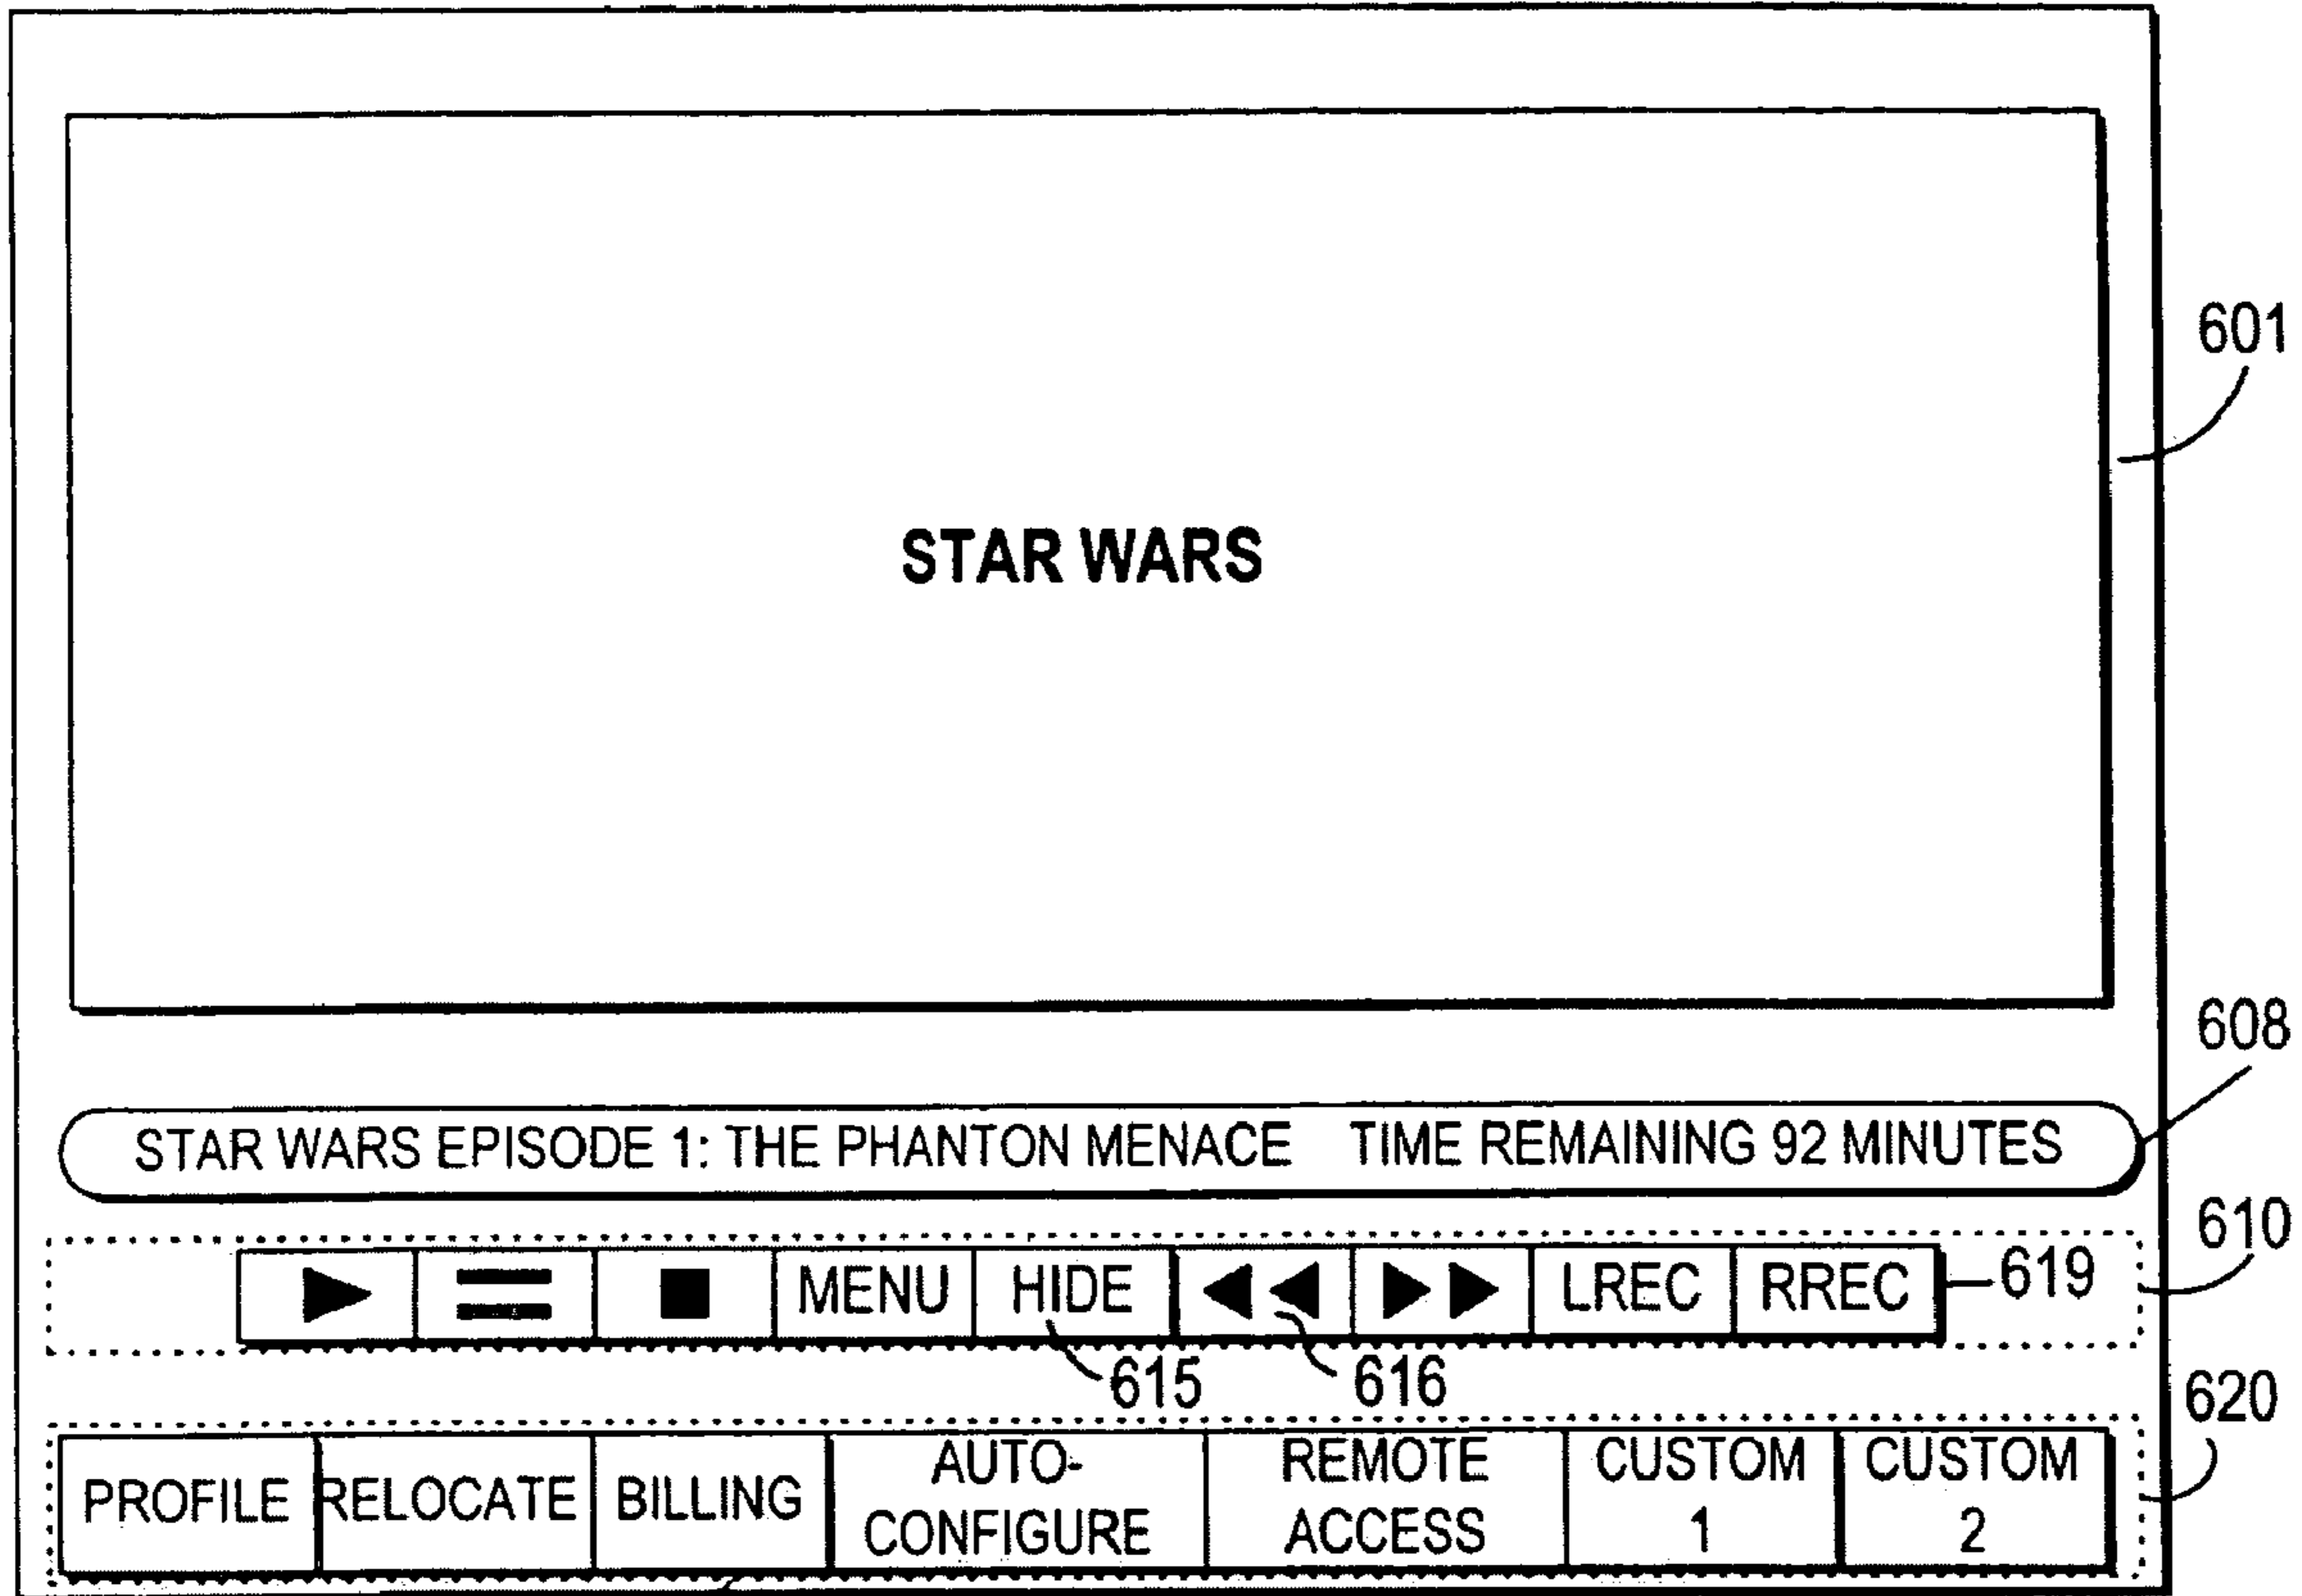 STAR WARS
601
608
STAR WARS EPISODE 1: THE PHANTON MENACE TIME REMAINING 92 MINUTES
610
MENU HIDE LREC RREC 619
615 616
620
PROFILE RELOCATE BILLING AUTO-CONFIGURE REMOTE ACCESS CUSTOM 1 CUSTOM 2